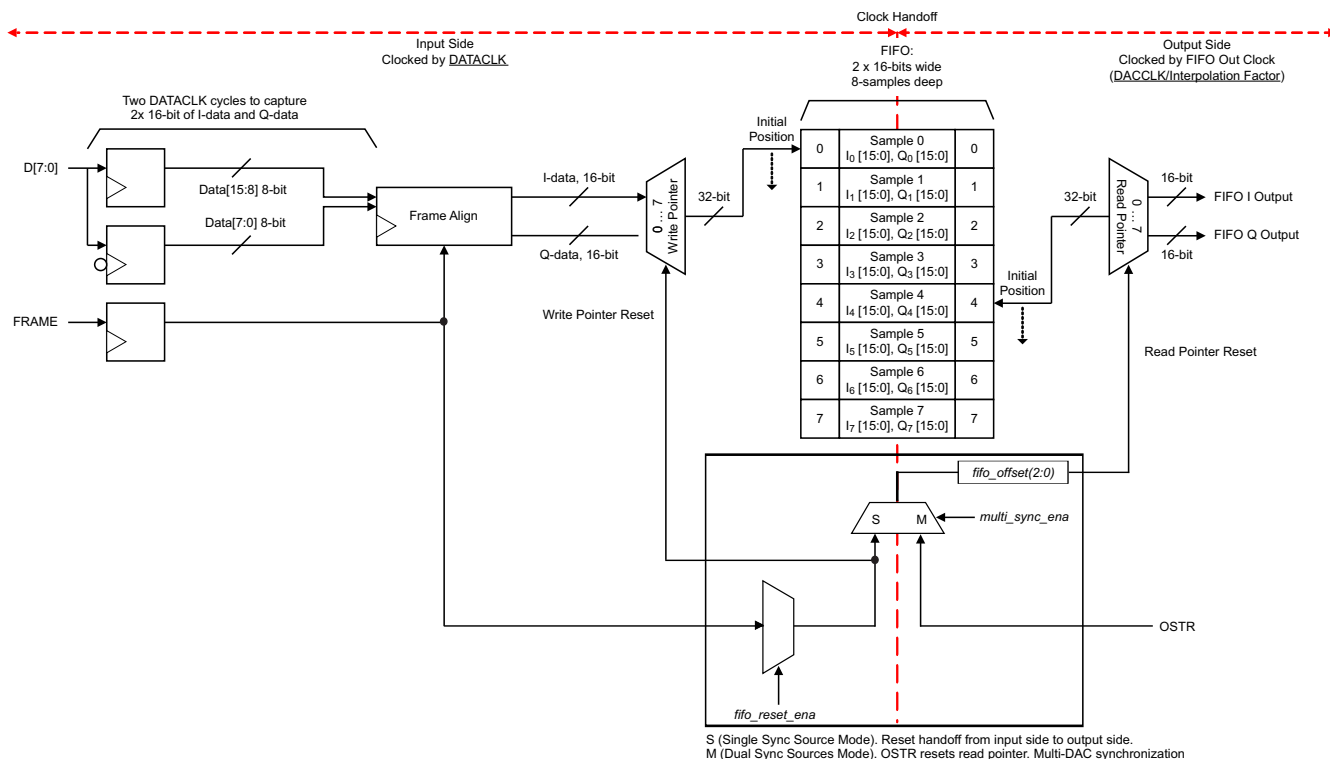 Clock Handoff
Input Side
Clocked by DATACLK
FIFO:
2 x 16-bits wide
8-samples deep
Output Side
Clocked by FIFO Out Clock
(DACCLK/Interpolation Factor)
Two DATACLK cycles to capture
2x 16-bit of I-data and Q-data
D[7:0]
Data[15:8] 8-bit
Data[7:0] 8-bit
FRAME
Frame Align
I-data, 16-bit
Q-data, 16-bit
0 ... 7
Write Pointer
32-bit
Initial
Position
Write Pointer Reset
0 Sample 0 0
I0 [15:0], Q0 [15:0]
1 Sample 1 1
I1 [15:0], Q1 [15:0]
2 Sample 2 2
I2 [15:0], Q2 [15:0]
3 Sample 3 3
I3 [15:0], Q3 [15:0]
4 Sample 4 4
I4 [15:0], Q4 [15:0]
5 Sample 5 5
I5 [15:0], Q5 [15:0]
6 Sample 6 6
I6 [15:0], Q6 [15:0]
7 Sample 7 7
I7 [15:0], Q7 [15:0]
Initial
Position
32-bit
0 ... 7
Read Pointer
16-bit
FIFO I Output
FIFO Q Output
16-bit
Read Pointer Reset
fifo_offset(2:0)
S M
multi_sync_ena
OSTR
fifo_reset_ena
S (Single Sync Source Mode). Reset handoff from input side to output side.
M (Dual Sync Sources Mode). OSTR resets read pointer. Multi-DAC synchronization